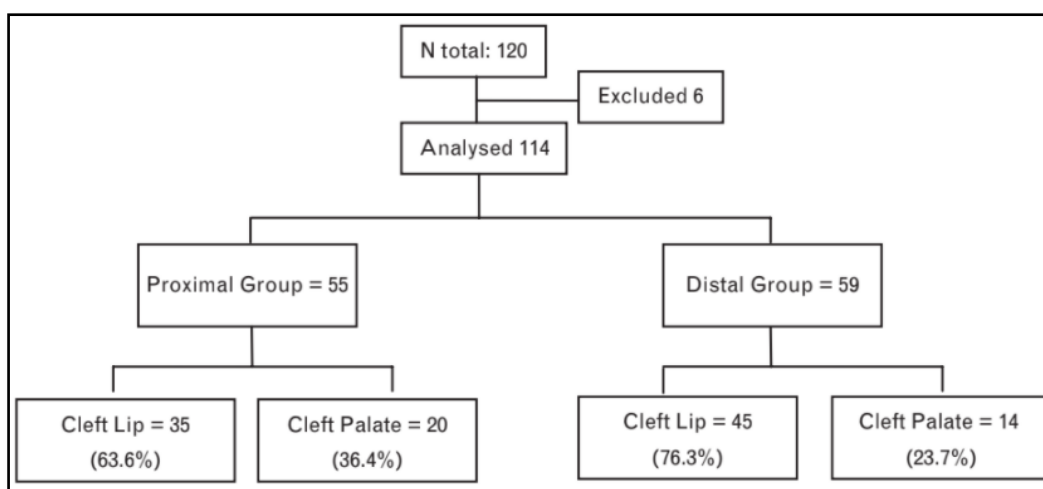 N total: 120
Excluded 6
Analysed 114
Proximal Group = 55
Distal Group = 59
Cleft Lip = 35
(63.6%)
Cleft Palate = 20
(36.4%)
Cleft Lip = 45
(76.3%)
Cleft Palate = 14
(23.7%)